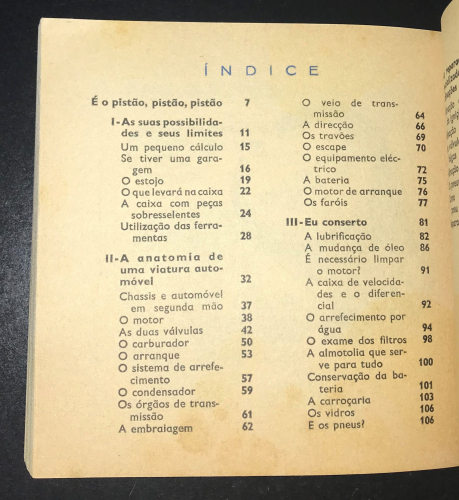 ÍNDICE
É o pistão, pistão, pistão 7
I-As suas possibilida-
des e seus limites 11
Um pequeno cálculo 15
Se tiver uma gara-
gem 16
O estojo 19
O que levará na caixa 22
A caixa com peças
sobresselentes 24
Utilização das ferra-
mentas 28
II-A anatomia de
uma viatura auto-
móvel 32
Chassis e automóvel
em segunda mão 37
O motor 38
As duas válvulas 42
O carburador 50
O arranque 53
O sistema de arrefe-
cimento 57
O condensador 59
Os órgãos de trans-
missão 61
A embraiagem 62
O veio de trans-
missão 64
A direcção 66
Os travões 69
O escape 70
O equipamento eléc-
trico 72
A bateria 75
O motor de arranque 76
Os faróis 77
III-Eu conserto 81
A lubrificação 82
A mudança de óleo 86
É necessário limpar
o motor? 91
A caixa de velocida-
des e o diferen-
cial 92
O arrefecimento por
água 94
O exame dos filtros 98
A almotolia que ser-
ve para tudo 100
Conservação da ba-
teria 101
A carroçaria 103
Os vidros 106
E os pneus? 106